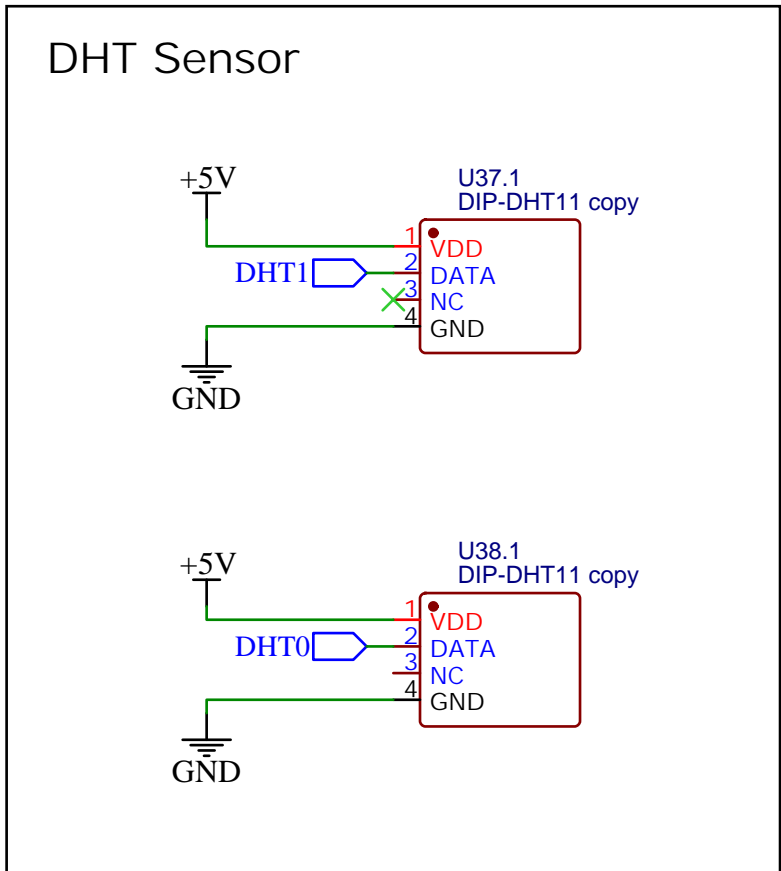 DHT Sensor
+5V
U37.1
DIP-DHT11 copy
1
VDD
DHT1
2
DATA
3
NC
4
GND
GND
+5V
U38.1
DIP-DHT11 copy
1
VDD
DHT0
2
DATA
3
NC
4
GND
GND